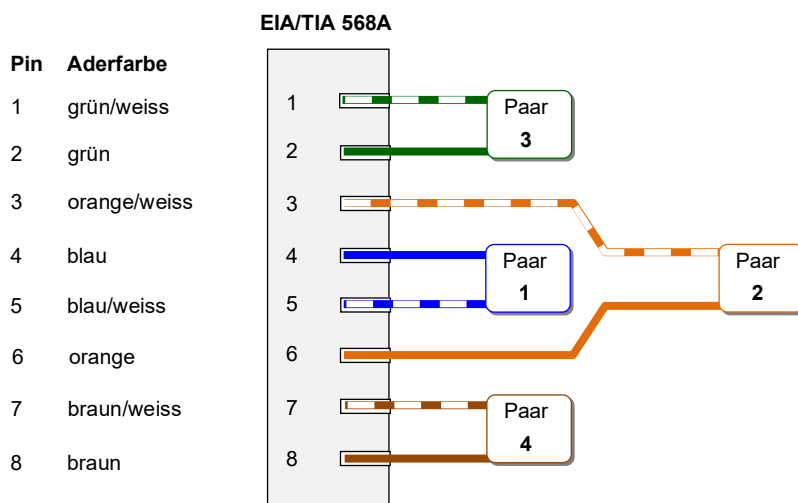 EIA/TIA 568A
Pin Aderfarbe
1 grün/weiss 1
2 grün 2
Paar
3
3 orange/weiss 3
4 blau 4
5 blau/weiss 5
Paar
1
Paar
2
6 orange 6
7 braun/weiss 7
8 braun 8
Paar
4